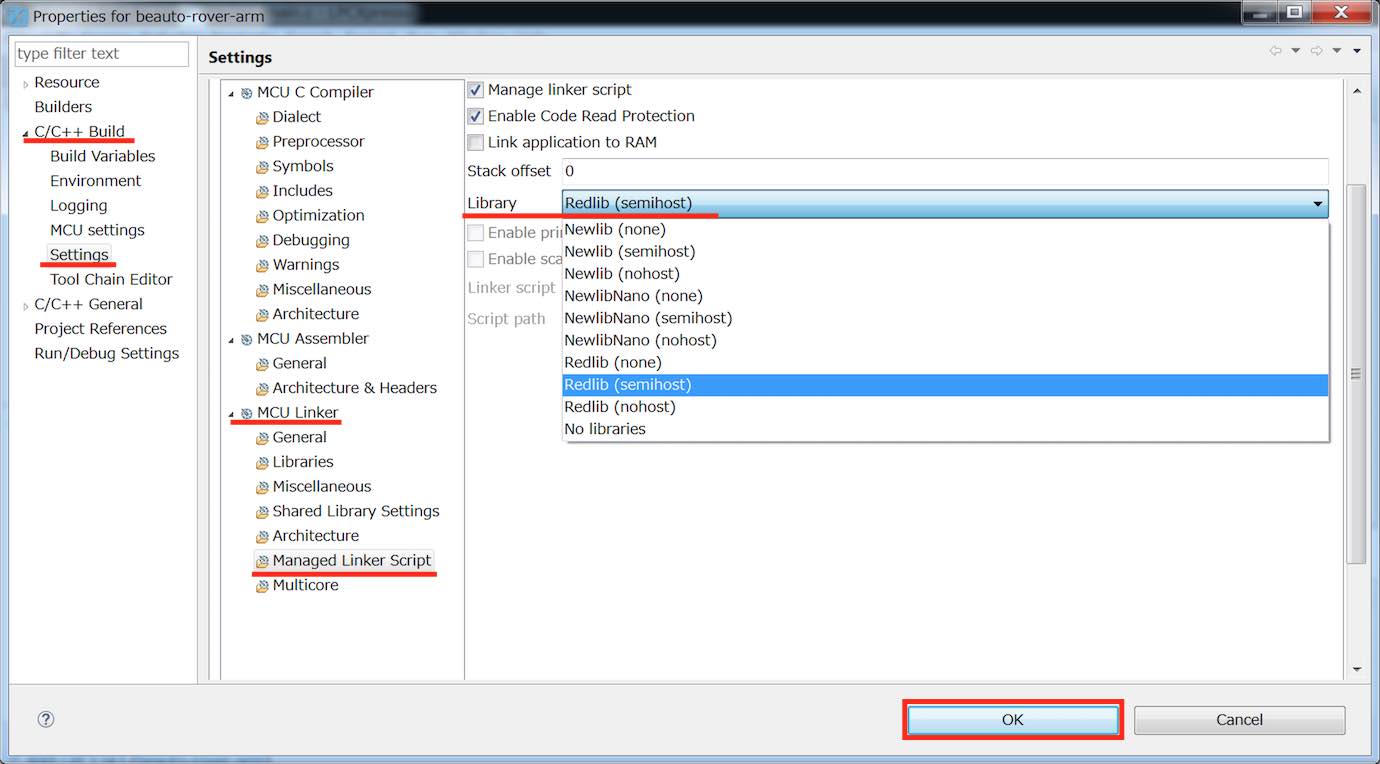 Properties for beauto-rover-arm
type filter text
Resource
Builders
C/C++ Build
Build Variables
Environment
Logging
MCU settings
Settings
Tool Chain Editor
C/C++ General
Project References
Run/Debug Settings
Settings
MCU C Compiler
Dialect
Preprocessor
Symbols
Includes
Optimization
Debugging
Warnings
Miscellaneous
Architecture
MCU Assembler
General
Architecture & Headers
MCU Linker
General
Libraries
Miscellaneous
Shared Library Settings
Architecture
Managed Linker Script
Multicore
Manage linker script
Enable Code Read Protection
Link application to RAM
Stack offset 0
Library Redlib (semihost)
Enable pri
Enable sca
Linker script
Script path
Newlib (none)
Newlib (semihost)
Newlib (nohost)
NewlibNano (none)
NewlibNano (semihost)
NewlibNano (nohost)
Redlib (none)
Redlib (semihost)
Redlib (nohost)
No libraries
?
OK
Cancel